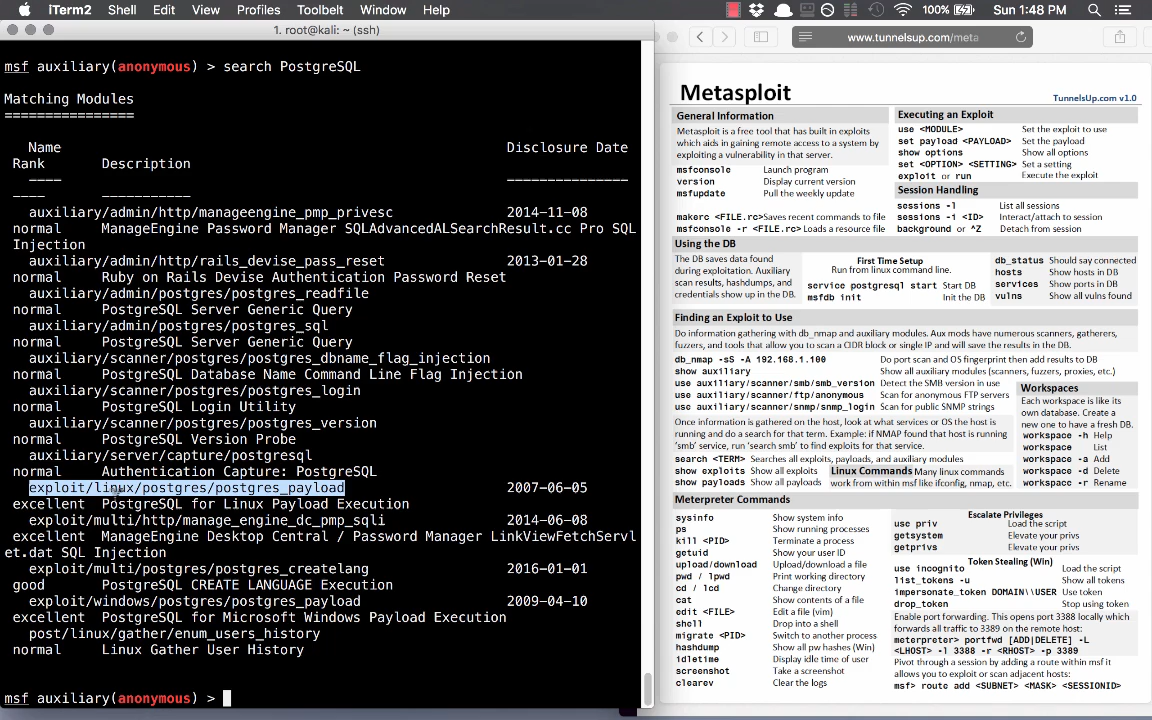 iTerm2 Shell Edit View Profiles Toolbelt Window Help 100% Sun 1:48 PM
1. root@kali: ~ (ssh)
msf auxiliary(anonymous) > search PostgreSQL
Matching Modules
================
Name Disclosure Date
Rank Description
---- ---------------
---- -----------
auxiliary/admin/http/manageengine_pmp_privesc 2014-11-08
normal ManageEngine Password Manager SQLAdvancedALSearchResult.cc Pro SQL
Injection
auxiliary/admin/http/rails_devise_pass_reset 2013-01-28
normal Ruby on Rails Devise Authentication Password Reset
auxiliary/admin/postgres/postgres_readfile
normal PostgreSQL Server Generic Query
auxiliary/admin/postgres/postgres_sql
normal PostgreSQL Server Generic Query
auxiliary/scanner/postgres/postgres_dbname_flag_injection
normal PostgreSQL Database Name Command Line Flag Injection
auxiliary/scanner/postgres/postgres_login
normal PostgreSQL Login Utility
auxiliary/scanner/postgres/postgres_version
normal PostgreSQL Version Probe
auxiliary/server/capture/postgresql
normal Authentication Capture: PostgreSQL
exploit/linux/postgres/postgres_payload 2007-06-05
excellent PostgreSQL for Linux Payload Execution
exploit/multi/http/manage_engine_dc_pmp_sqli 2014-06-08
excellent ManageEngine Desktop Central / Password Manager LinkViewFetchServl
et.dat SQL Injection
exploit/multi/postgres/postgres_createlang 2016-01-01
good PostgreSQL CREATE LANGUAGE Execution
exploit/windows/postgres/postgres_payload 2009-04-10
excellent PostgreSQL for Microsoft Windows Payload Execution
post/linux/gather/enum_users_history
normal Linux Gather User History
msf auxiliary(anonymous) >
www.tunnelsup.com/meta
Metasploit
TunnelsUp.com v1.0
General Information
Metasploit is a free tool that has built in exploits
which aids in gaining remote access to a system by
exploiting a vulnerability in that server.
msfconsole Launch program
version Display current version
msfupdate Pull the weekly update
makerc <FILE.rc> Saves recent commands to file
msfconsole -r <FILE.rc> Loads a resource file
Executing an Exploit
use <MODULE> Set the exploit to use
set payload <PAYLOAD> Set the payload
show options Show all options
set <OPTION> <SETTING> Set a setting
exploit or run Execute the exploit
Session Handling
sessions -l List all sessions
sessions -i <ID> Interact/attach to session
background or ^Z Detach from session
Using the DB
The DB saves data found
during exploitation. Auxiliary
scan results, hashdumps, and
credentials show up in the DB.
First Time Setup
Run from linux command line.
service postgresql start Start DB
msfdb init Init the DB
db_status Should say connected
hosts Show hosts in DB
services Show ports in DB
vulns Show all vulns found
Finding an Exploit to Use
Do information gathering with db_nmap and auxiliary modules. Aux mods have numerous scanners, gatherers,
fuzzers, and tools that allow you to scan a CIDR block or single IP and will save the results in the DB.
db_nmap -sS -A 192.168.1.100 Do port scan and OS fingerprint then add results to DB
show auxiliary Show all auxiliary modules (scanners, fuzzers, proxies, etc.)
use auxiliary/scanner/smb/smb_version Detect the SMB version in use
use auxiliary/scanner/ftp/anonymous Scan for anonymous FTP servers
use auxiliary/scanner/snmp/snmp_login Scan for public SNMP strings
Once information is gathered on the host, look at what services or OS the host is
running and do a search for that term. Example: if NMAP found that host is running
'smb' service, run 'search smb' to find exploits to use against that host.
search <TERM> Searches all exploits, payloads, and auxiliary modules
show exploits Show all exploits
show payloads Show all payloads
Linux Commands Many linux commands
work from within msf like ifconfig, nmap, etc.
Workspaces
Each workspace is like its
own database. Create a
new one to have a fresh DB.
workspace -h Help
workspace List
workspace -a Add
workspace -d Delete
workspace -r Rename
Meterpreter Commands
sysinfo Show system info
ps Show running processes
kill <PID> Terminate a process
getuid Show your user ID
upload/download Upload/download a file
pwd / lpwd Print working directory
cd / lcd Change directory
cat Show contents of a file
edit <FILE> Edit a file (vim)
shell Drop into a shell
migrate <PID> Switch to another process
hashdump Show all pw hashes (Win)
idletime Display idle time of user
screenshot Take a screenshot
clearev Clear the logs
Escalate Privileges
use priv Load the script
getsystem Elevate your privs
getprivs Elevate your privs
Token Stealing (Win)
use incognito Load the script
list_tokens -u Show all tokens
impersonate_token DOMAIN\\USER Use token
drop_token Stop using token
Enable port forwarding. This opens port 3388 locally which
forwards all traffic to 3389 on the remote host:
meterpreter> portfwd [ADD|DELETE] -L
<LHOST> -l 3388 -r <RHOST> -p 3389
Pivot through a session by adding a route within msf it
allows you to exploit or scan adjacent hosts:
msf> route add <SUBNET> <MASK> <SESSIONID>